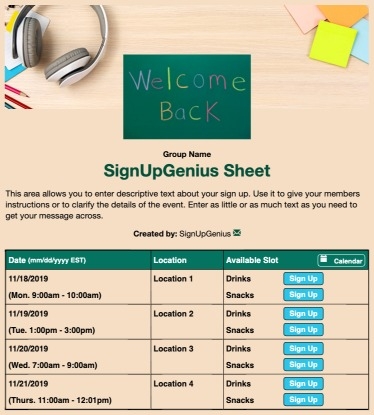 Welcome
Back
Group Name
SignUpGenius Sheet
This area allows you to enter descriptive text about your sign up. Use it to give your members
instructions or to clarify the details of the event. Enter as little or as much text as you need to
get your message across.
Created by: SignUpGenius
Date (mm/dd/yyyy EST) Location Available Slot Calendar
11/18/2019 Location 1 Drinks Sign Up
(Mon. 9:00am - 10:00am) Snacks Sign Up
11/19/2019 Location 2 Drinks Sign Up
(Tue. 1:00pm - 3:00pm) Snacks Sign Up
11/20/2019 Location 3 Drinks Sign Up
(Wed. 7:00am - 9:00am) Snacks Sign Up
11/21/2019 Location 4 Drinks Sign Up
(Thurs. 11:00am - 12:01pm) Snacks Sign Up